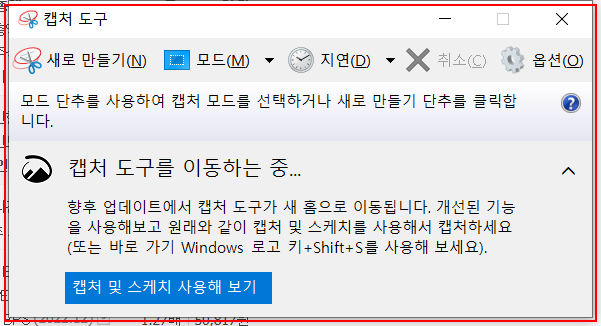 캡처 도구
새로 만들기(N) 모드(M) 지연(D) 취소(C) 옵션(O)
모드 단추를 사용하여 캡처 모드를 선택하거나 새로 만들기 단추를 클릭합
니다.
캡처 도구를 이동하는 중...
향후 업데이트에서 캡처 도구가 새 홈으로 이동됩니다. 개선된 기능
을 사용해보고 원래와 같이 캡처 및 스케치를 사용해서 캡처하세요
(또는 바로 가기 Windows 로고 키+Shift+S를 사용해 보세요).
캡처 및 스케치 사용해 보기